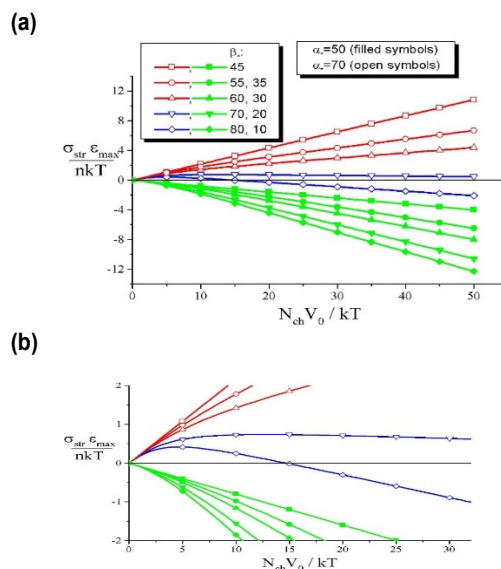 (a)
β*:
45
55, 35
60, 30
70, 20
80, 10
α*=50 (filled symbols)
α*=70 (open symbols)
12
8
4
0
-4
-8
-12
σstr εmax
nkT
0 10 20 30 40 50
NchV0 / kT
(b)
2
1
0
-1
-2
σstr εmax
nkT
0 5 10 15 20 25 30
NchV0 / kT